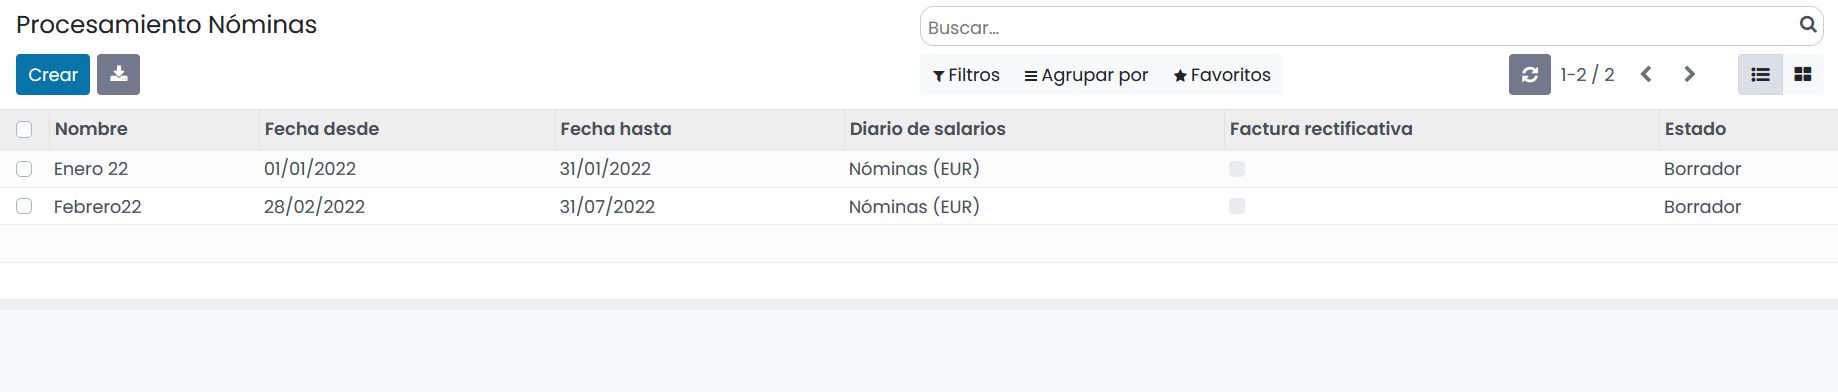 Procesamiento Nóminas
Buscar...
Crear
Filtros Agrupar por Favoritos
1-2 / 2
Nombre Fecha desde Fecha hasta Diario de salarios Factura rectificativa Estado
Enero 22 01/01/2022 31/01/2022 Nóminas (EUR) Borrador
Febrero22 28/02/2022 31/07/2022 Nóminas (EUR) Borrador